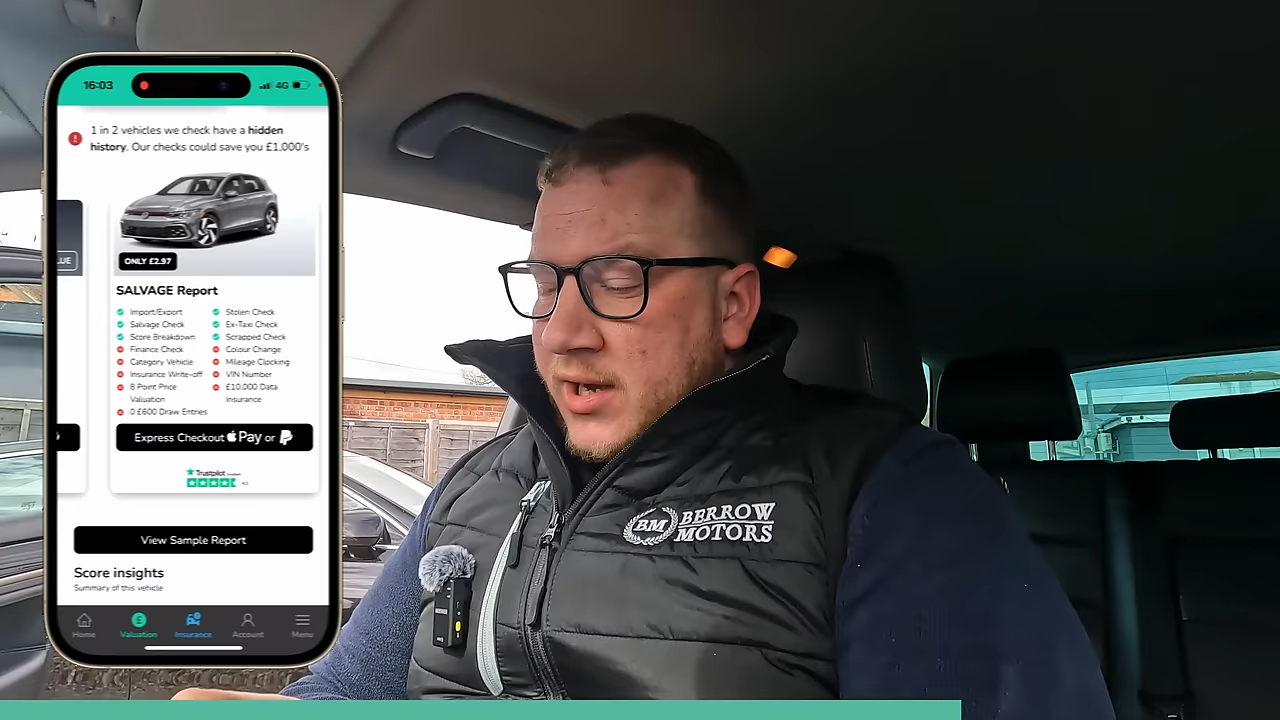 16:03
4G
1 in 2 vehicles we check have a hidden
history. Our checks could save you £1,000's
LUE
ONLY £2.97
SALVAGE Report
Import/Export
Stolen Check
Salvage Check
Ex-Taxi Check
Score Breakdown
Scrapped Check
Finance Check
Colour Change
Category Vehicle
Mileage Clocking
Insurance Write-off
VIN Number
8 Point Price
£10,000 Data
Valuation
Insurance
0 £600 Draw Entries
Express Checkout Pay or
Trustpilot
View Sample Report
Score insights
Summary of this vehicle
Home
Valuation
Insurance
Account
Menu
BM
BERROW
MOTORS